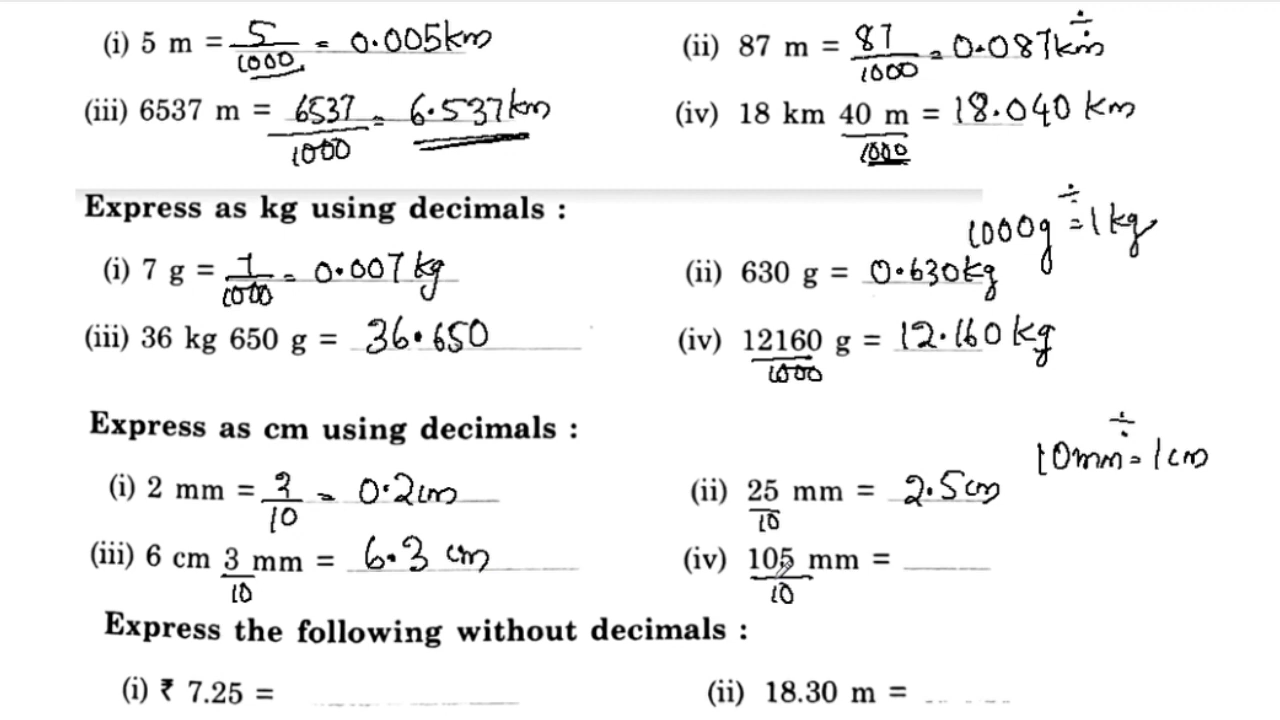 (i) 5 m = 5/1000 = 0.005km (ii) 87 m = 87/1000 = 0.087km ÷
(iii) 6537 m = 6537/1000 = 6.537km (iv) 18 km 40 m/1000 = 18.040 km
Express as kg using decimals :
1000g = 1kg ÷
(i) 7 g = 7/1000 = 0.007 kg (ii) 630 g = 0.630kg
(iii) 36 kg 650 g = 36.650 (iv) 12160/1000 g = 12.160 kg
Express as cm using decimals :
10mm = 1cm ÷
(i) 2 mm = 2/10 = 0.2cm (ii) 25/10 mm = 2.5cm
(iii) 6 cm 3/10 mm = 6.3 cm (iv) 105/10 mm =
Express the following without decimals :
(i) ₹ 7.25 = (ii) 18.30 m =